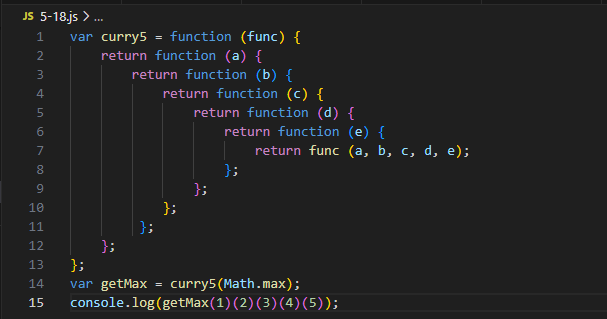 JS 5-18.js > ...
1 var curry5 = function (func) {
2 return function (a) {
3 return function (b) {
4 return function (c) {
5 return function (d) {
6 return function (e) {
7 return func (a, b, c, d, e);
8 };
9 };
10 };
11 };
12 };
13 };
14 var getMax = curry5(Math.max);
15 console.log(getMax(1)(2)(3)(4)(5));